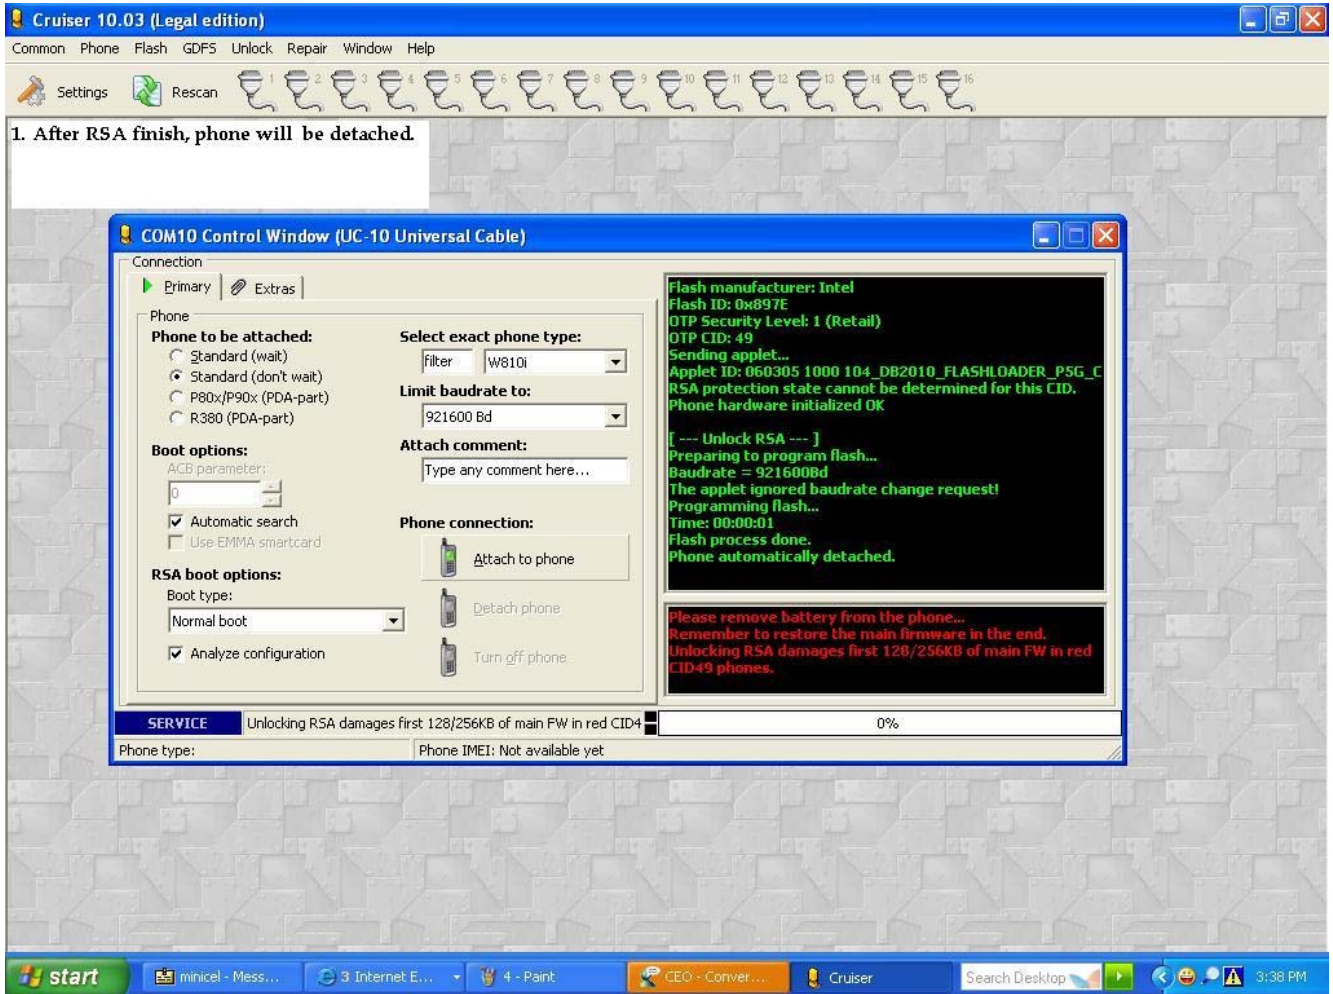 Cruiser 10.03 (Legal edition)
Common Phone Flash GDFS Unlock Repair Window Help
Settings Rescan 1 2 3 4 5 6 7 8 9 10 11 12 13 14 15 16
1. After RSA finish, phone will be detached.
COM10 Control Window (UC-10 Universal Cable)
Connection
Primary Extras
Phone
Phone to be attached:
Standard (wait)
Standard (don't wait)
P80x/P90x (PDA-part)
R380 (PDA-part)
Boot options:
ACB parameter:
0
Automatic search
Use EMMA smartcard
RSA boot options:
Boot type:
Normal boot
Analyze configuration
Select exact phone type:
filter W810i
Limit baudrate to:
921600 Bd
Attach comment:
Type any comment here...
Phone connection:
Attach to phone
Detach phone
Turn off phone
Flash manufacturer: Intel
Flash ID: 0x897E
OTP Security Level: 1 (Retail)
OTP CID: 49
Sending applet...
Applet ID: 060305 1000 104_DB2010_FLASHLOADER_P5G_C
RSA protection state cannot be determined for this CID.
Phone hardware initialized OK
[ --- Unlock RSA --- ]
Preparing to program flash...
Baudrate = 921600Bd
The applet ignored baudrate change request!
Programming flash...
Time: 00:00:01
Flash process done.
Phone automatically detached.
Please remove battery from the phone...
Remember to restore the main firmware in the end.
Unlocking RSA damages first 128/256KB of main FW in red
CID49 phones.
SERVICE Unlocking RSA damages first 128/256KB of main FW in red CID4 0%
Phone type: Phone IMEI: Not available yet
start minicel - Mess... 3 Internet E... 4 - Paint CEO - Conver... Cruiser Search Desktop 3:38 PM